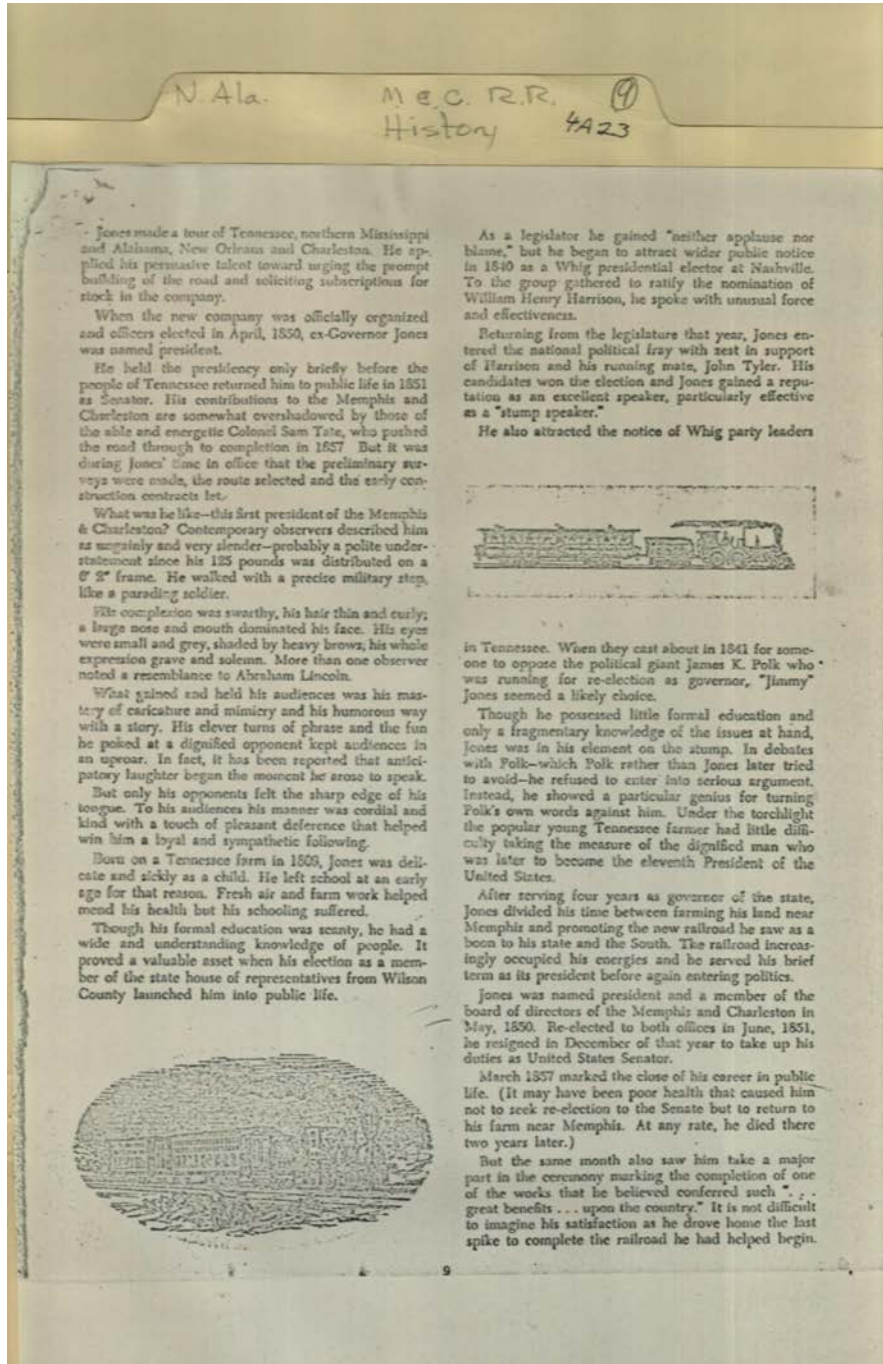 N. Ala. M & C. R.R. 9
History 4A23
Jones made a tour of Tennessee, northern Mississippi
and Alabama, New Orleans and Charleston. He ap-
plied his persuasive talent toward urging the prompt
building of the road and soliciting subscriptions for
stock in the company.
When the new company was officially organized
and officers elected in April, 1850, ex-Governor Jones
was named president.
He held the presidency only briefly before the
people of Tennessee returned him to public life in 1851
as Senator. His contributions to the Memphis and
Charleston are somewhat overshadowed by those of
the able and energetic Colonel Sam Tate, who pushed
the road through to completion in 1857 But it was
during Jones' time in office that the preliminary sur-
veys were made, the route selected and the early con-
struction contracts let.
What was he like—this first president of the Memphis
& Charleston? Contemporary observers described him
as ungainly and very slender—probably a polite under-
statement since his 125 pounds was distributed on a
6' 2" frame. He walked with a precise military step,
like a parading soldier.
His complexion was swarthy, his hair thin and curly;
a large nose and mouth dominated his face. His eyes
were small and grey, shaded by heavy brows; his whole
expression grave and solemn. More than one observer
noted a resemblance to Abraham Lincoln.
What gained and held his audiences was his mas-
tery of caricature and mimicry and his humorous way
with a story. His clever turns of phrase and the fun
he poked at a dignified opponent kept audiences in
an uproar. In fact, it has been reported that antici-
patory laughter began the moment he arose to speak.
But only his opponents felt the sharp edge of his
tongue. To his audiences his manner was cordial and
kind with a touch of pleasant deference that helped
win him a loyal and sympathetic following.
Born on a Tennessee farm in 1809, Jones was deli-
cate and sickly as a child. He left school at an early
age for that reason. Fresh air and farm work helped
mend his health but his schooling suffered.
Though his formal education was scanty, he had a
wide and understanding knowledge of people. It
proved a valuable asset when his election as a mem-
ber of the state house of representatives from Wilson
County launched him into public life.
As a legislator he gained "neither applause nor
blame," but he began to attract wider public notice
in 1840 as a Whig presidential elector at Nashville.
To the group gathered to ratify the nomination of
William Henry Harrison, he spoke with unusual force
and effectiveness.
Returning from the legislature that year, Jones en-
tered the national political fray with zest in support
of Harrison and his running mate, John Tyler. His
candidates won the election and Jones gained a repu-
tation as an excellent speaker, particularly effective
as a "stump speaker."
He also attracted the notice of Whig party leaders
in Tennessee. When they cast about in 1841 for some-
one to oppose the political giant James K. Polk who
was running for re-election as governor, "Jimmy"
Jones seemed a likely choice.
Though he possessed little formal education and
only a fragmentary knowledge of the issues at hand,
Jones was in his element on the stump. In debates
with Polk—which Polk rather than Jones later tried
to avoid—he refused to enter into serious argument.
Instead, he showed a particular genius for turning
Polk's own words against him. Under the torchlight
the popular young Tennessee farmer had little diffi-
culty taking the measure of the dignified man who
was later to become the eleventh President of the
United States.
After serving four years as governor of the state,
Jones divided his time between farming his land near
Memphis and promoting the new railroad he saw as a
boon to his state and the South. The railroad increas-
ingly occupied his energies and he served his brief
term as its president before again entering politics.
Jones was named president and a member of the
board of directors of the Memphis and Charleston in
May, 1850. Re-elected to both offices in June, 1851,
he resigned in December of that year to take up his
duties as United States Senator.
March 1857 marked the close of his career in public
life. (It may have been poor health that caused him
not to seek re-election to the Senate but to return to
his farm near Memphis. At any rate, he died there
two years later.)
But the same month also saw him take a major
part in the ceremony marking the completion of one
of the works that he believed conferred such ". . .
great benefits . . . upon the country." It is not difficult
to imagine his satisfaction as he drove home the last
spike to complete the railroad he had helped begin.
9